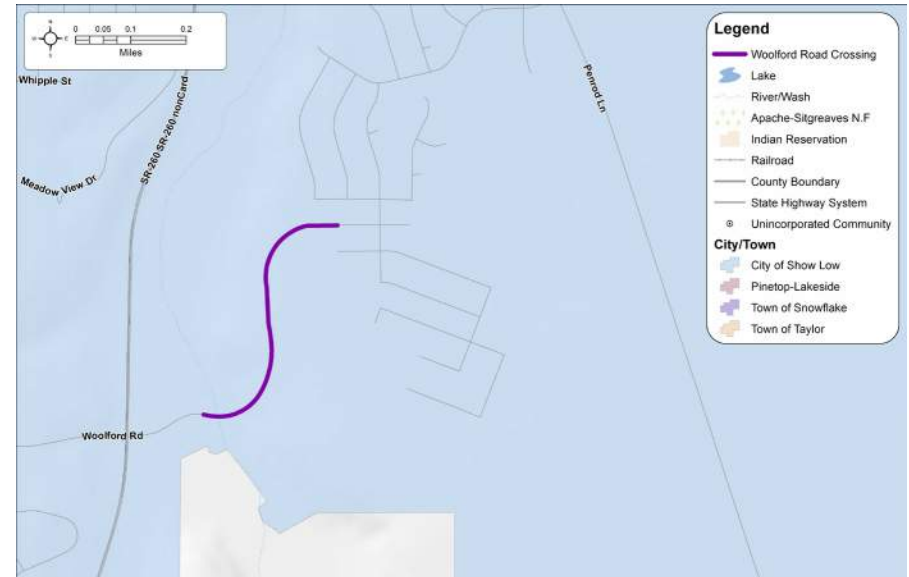 0 0.05 0.1 0.2
Miles
Whipple St
Meadow View Dr
SR-260 SR-260 nonCard
Penrod Ln
Woolford Rd
Legend
Woolford Road Crossing
Lake
River/Wash
Apache-Sitgreaves N.F
Indian Reservation
Railroad
County Boundary
State Highway System
Unincorporated Community
City/Town
City of Show Low
Pinetop-Lakeside
Town of Snowflake
Town of Taylor